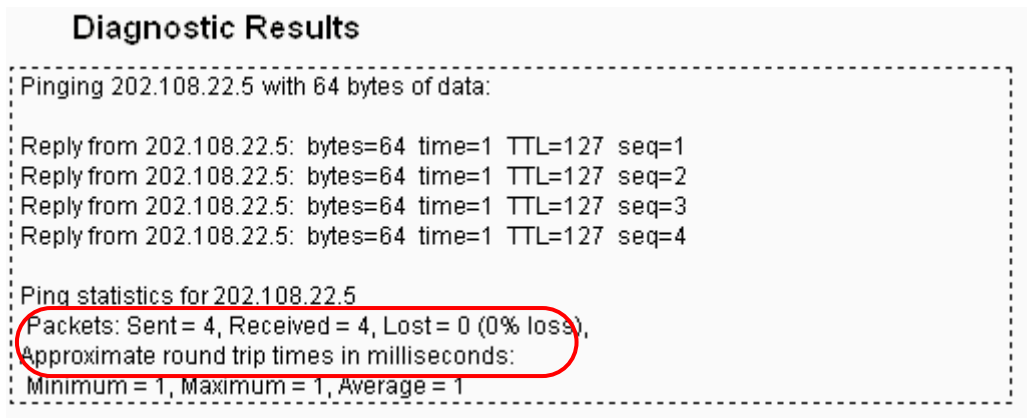 Diagnostic Results
Pinging 202.108.22.5 with 64 bytes of data:
Reply from 202.108.22.5: bytes=64 time=1 TTL=127 seq=1
Reply from 202.108.22.5: bytes=64 time=1 TTL=127 seq=2
Reply from 202.108.22.5: bytes=64 time=1 TTL=127 seq=3
Reply from 202.108.22.5: bytes=64 time=1 TTL=127 seq=4
Ping statistics for 202.108.22.5
Packets: Sent = 4, Received = 4, Lost = 0 (0% loss),
Approximate round trip times in milliseconds:
Minimum = 1, Maximum = 1, Average = 1